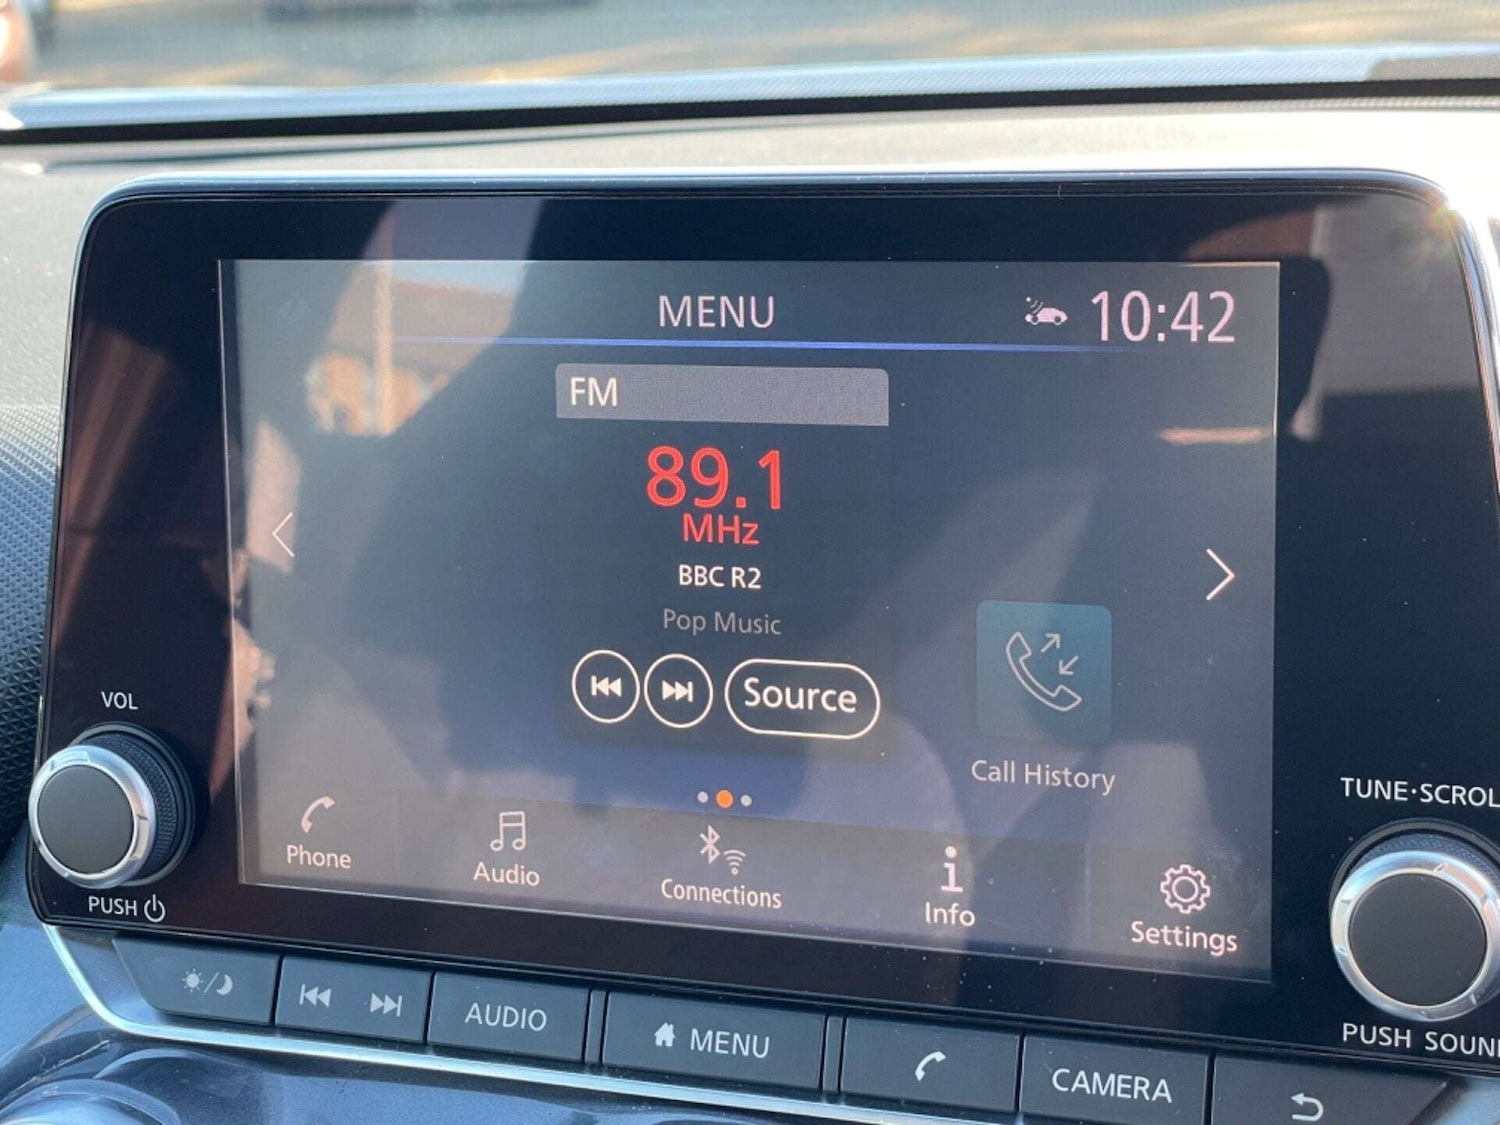 MENU
10:42
FM
89.1
MHz
BBC R2
Pop Music
Source
Call History
Phone
Audio
Connections
Info
Settings
VOL
PUSH
TUNE·SCROL
PUSH SOUN
AUDIO
MENU
CAMERA